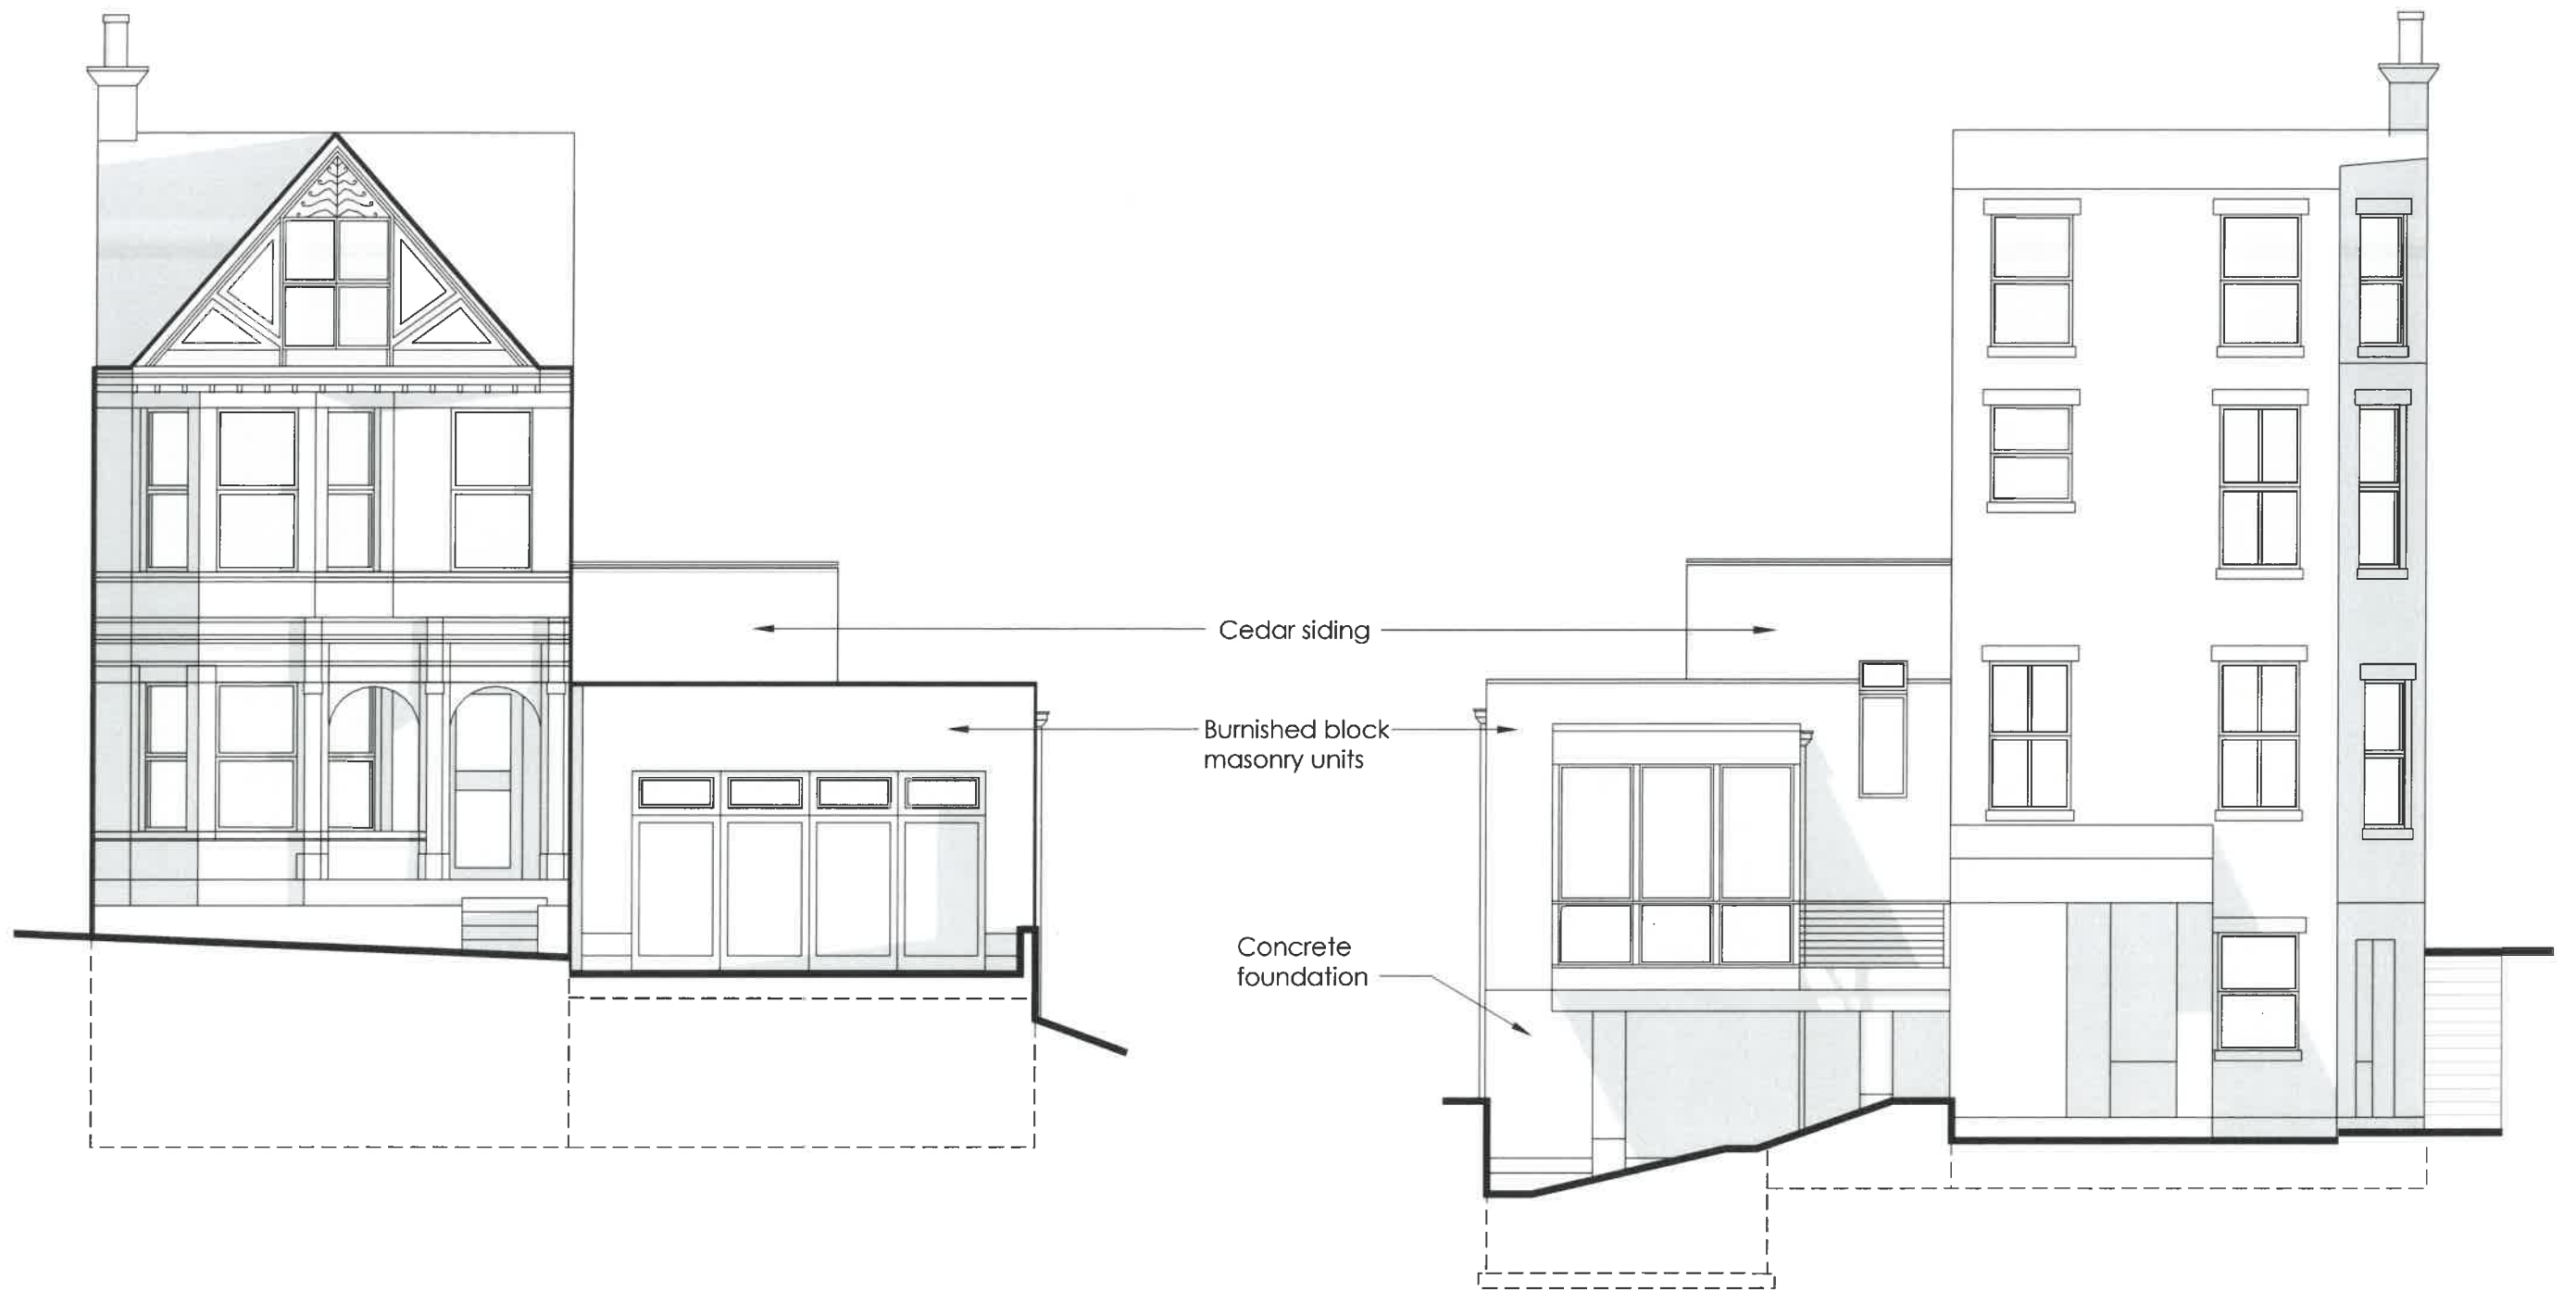 Cedar siding
Burnished block
masonry units
Concrete
foundation